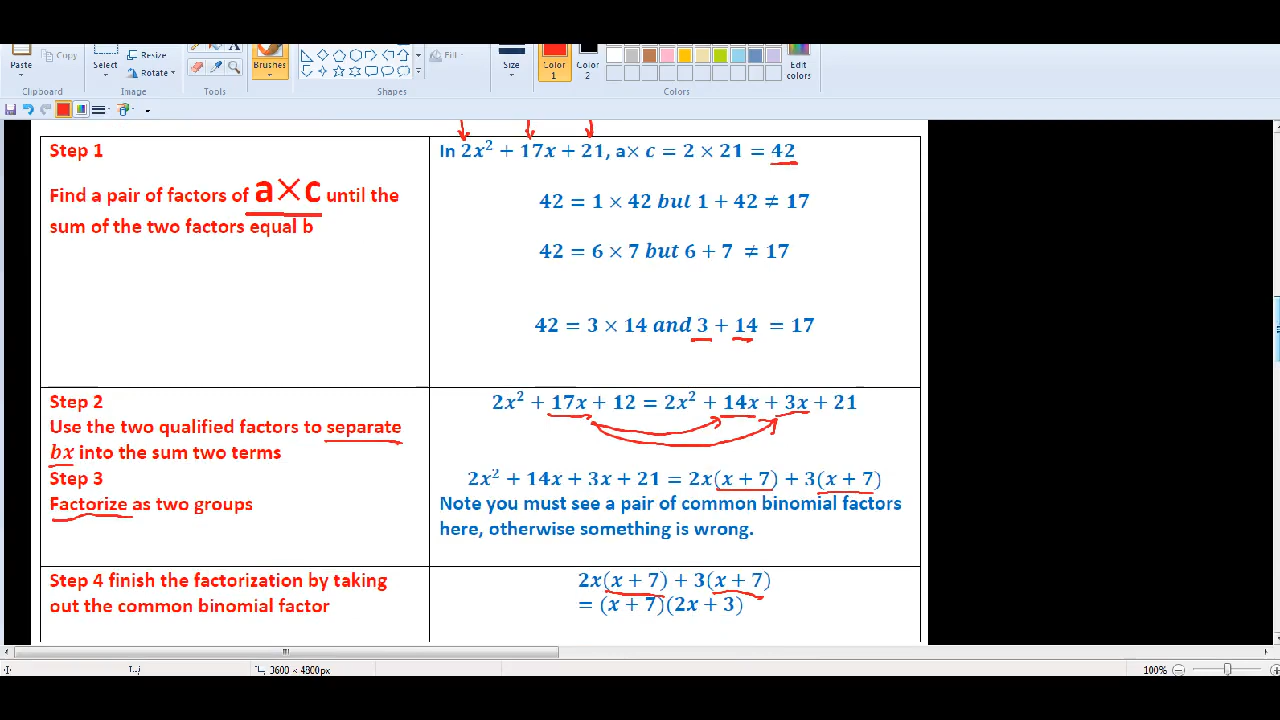 Paste
Copy
Select
Resize
Rotate
Brushes
Fill
Size
Color 1
Color 2
Edit colors
Clipboard
Image
Tools
Shapes
Colors
Step 1
Find a pair of factors of a×c until the
sum of the two factors equal b
In 2x² + 17x + 21, a× c = 2 × 21 = 42
42 = 1 × 42 but 1 + 42 ≠ 17
42 = 6 × 7 but 6 + 7 ≠ 17
42 = 3 × 14 and 3 + 14 = 17
Step 2
Use the two qualified factors to separate
bx into the sum two terms
Step 3
Factorize as two groups
2x² + 17x + 12 = 2x² + 14x + 3x + 21
2x² + 14x + 3x + 21 = 2x(x + 7) + 3(x + 7)
Note you must see a pair of common binomial factors
here, otherwise something is wrong.
Step 4 finish the factorization by taking
out the common binomial factor
2x(x + 7) + 3(x + 7)
= (x + 7)(2x + 3)
3600 × 4800px
100%